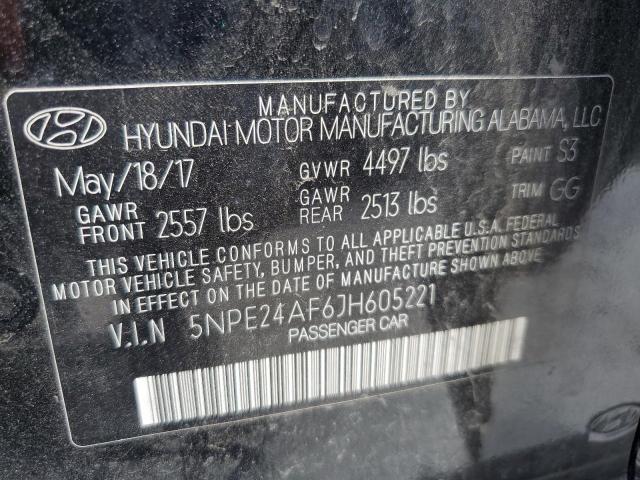 MANUFACTURED BY
HYUNDAI MOTOR MANUFACTURING ALABAMA, LLC
May/18/17 GVWR 4497 lbs PAINT S3
GAWR FRONT 2557 lbs GAWR REAR 2513 lbs TRIM GG
THIS VEHICLE CONFORMS TO ALL APPLICABLE U.S.A. FEDERAL
MOTOR VEHICLE SAFETY, BUMPER, AND THEFT PREVENTION STANDARDS
IN EFFECT ON THE DATE OF MANUFACTURE SHOWN ABOVE.
V.I.N 5NPE24AF6JH605221
PASSENGER CAR